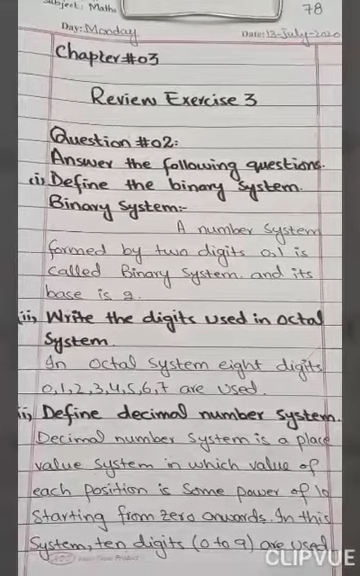 Subject: Maths
78
Day: Monday
Date: 13-July-2020
Chapter #03
Review Exercise 3
Question #02:
Answer the following questions.
(i) Define the binary System.
Binary System:-
A number System
formed by two digits 0,1 is
called Binary System and its
base is 2.
ii, Write the digits used in octal
System.
In octal system eight digits
0,1,2,3,4,5,6,7 are used.
ii, Define decimal number system.
Decimal number System is a place
value system in which value of
each position is some power of 10
starting from zero onwards. In this
System, ten digits (0 to 9) are used
CLIPVUE